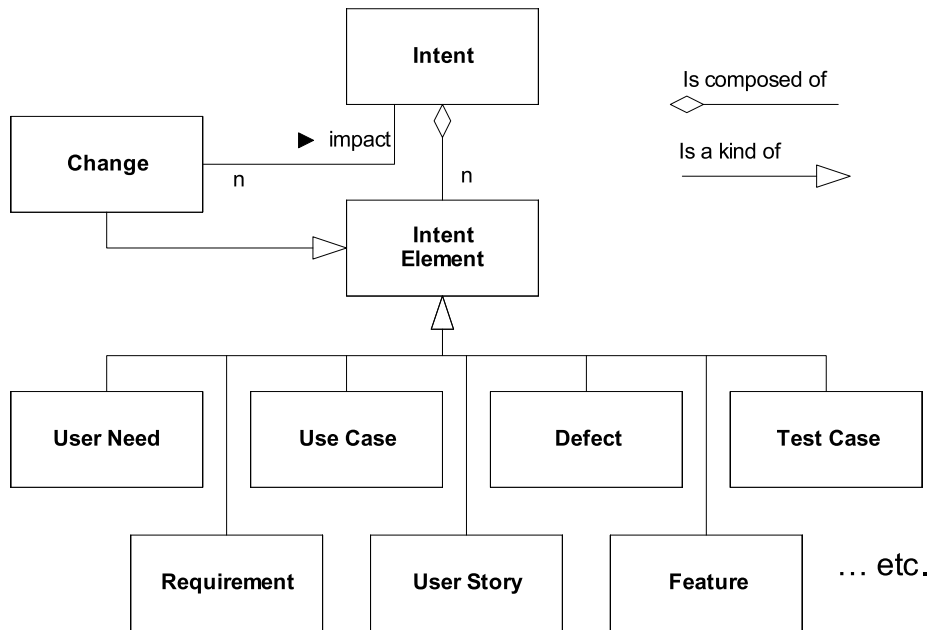 Intent
Is composed of
► impact
Change
n
Is a kind of
n
Intent
Element
User Need
Use Case
Defect
Test Case
Requirement
User Story
Feature
... etc.